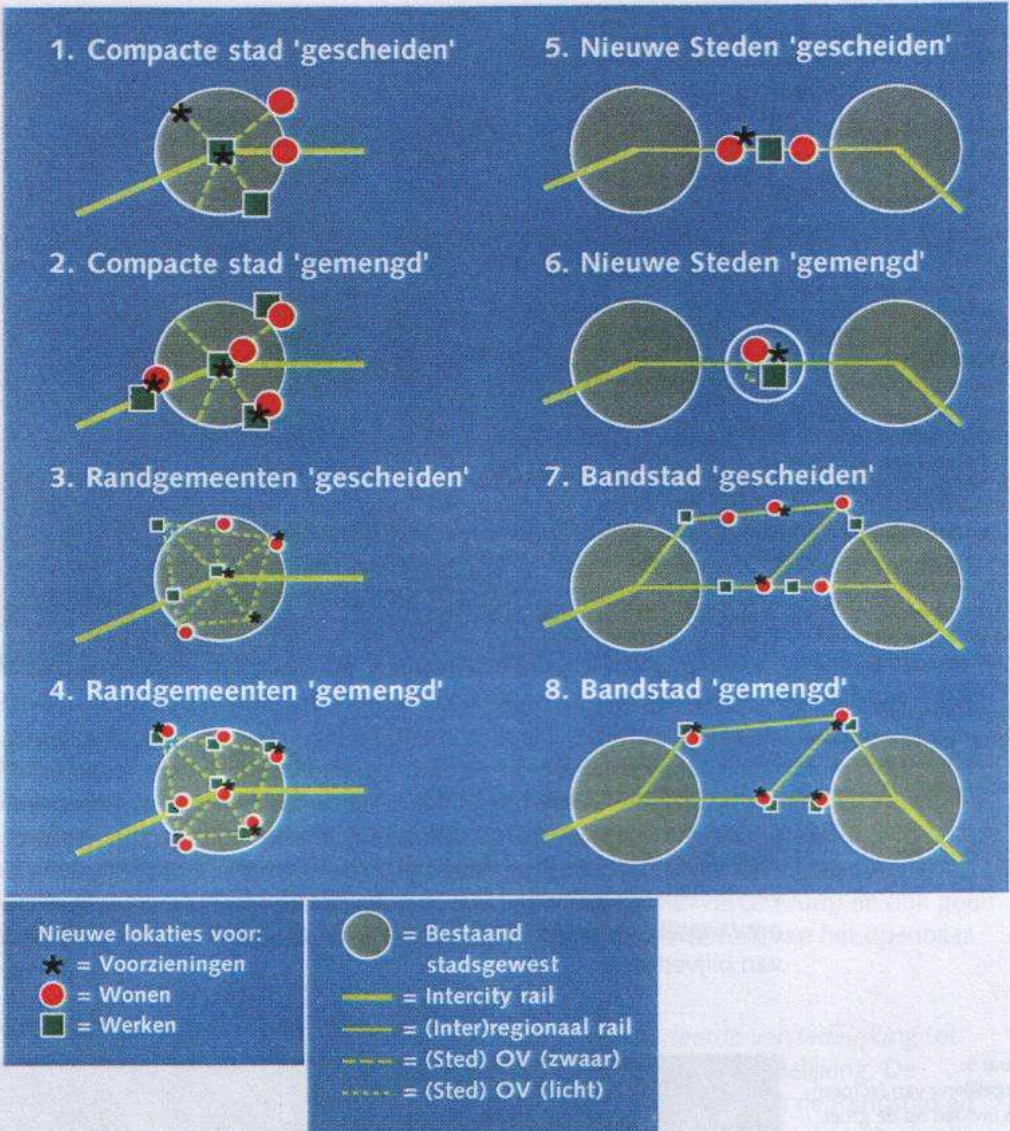 1. Compacte stad 'gescheiden'
2. Compacte stad 'gemengd'
3. Randgemeenten 'gescheiden'
4. Randgemeenten 'gemengd'
5. Nieuwe Steden 'gescheiden'
6. Nieuwe Steden 'gemengd'
7. Bandstad 'gescheiden'
8. Bandstad 'gemengd'
Nieuwe lokaties voor:
= Voorzieningen
= Wonen
= Werken
= Bestaand
stadsgewest
= Intercity rail
= (Inter)regionaal rail
= (Sted) OV (zwaar)
= (Sted) OV (licht)